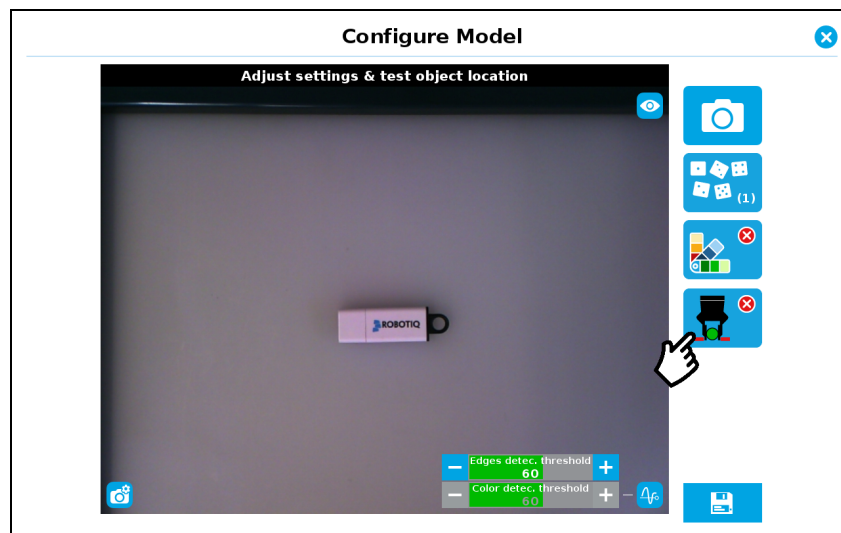 Configure Model
Adjust settings & test object location
(1)
ROBOTIQ
Edges detec. threshold
60
Color detec. threshold
60